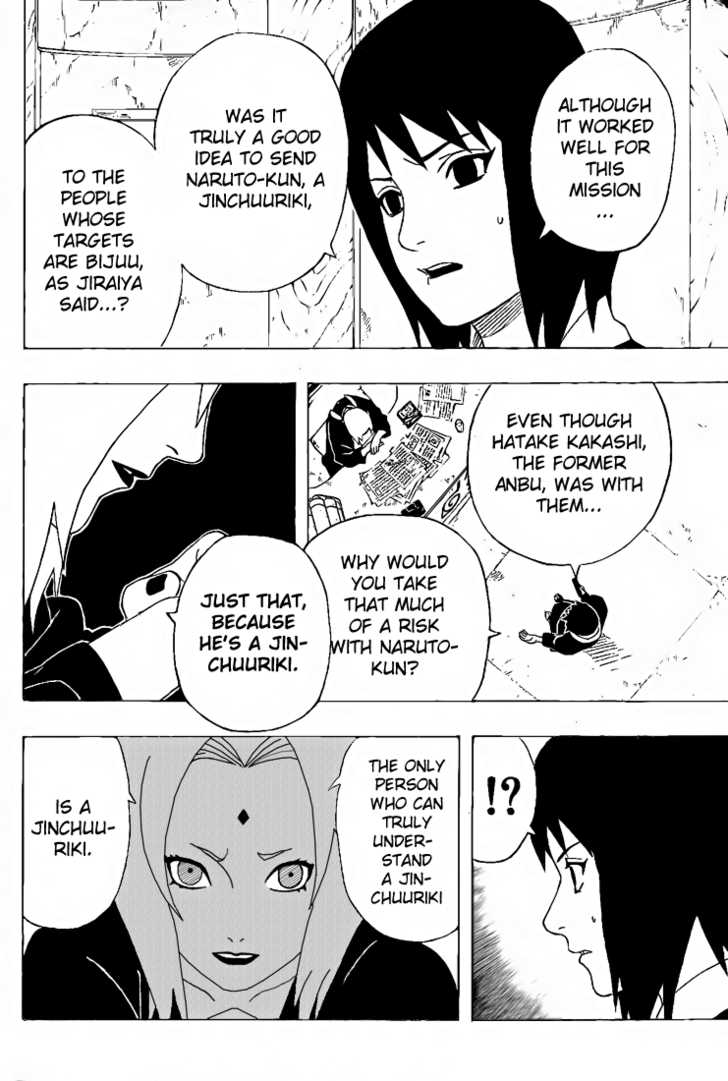 ALTHOUGH
IT WORKED
WELL FOR
THIS
MISSION
...
WAS IT
TRULY A GOOD
IDEA TO SEND
NARUTO-KUN, A
JINCHUURIKI,
TO THE
PEOPLE
WHOSE
TARGETS
ARE BIJUU,
AS JIRAIYA
SAID...?
EVEN THOUGH
HATAKE KAKASHI,
THE FORMER
ANBU, WAS WITH
THEM...
WHY WOULD
YOU TAKE
THAT MUCH
OF A RISK
WITH NARUTO-
KUN?
JUST THAT,
BECAUSE
HE'S A JIN-
CHUURIKI.
!?
THE ONLY
PERSON
WHO CAN
TRULY
UNDER-
STAND
A JIN-
CHUURIKI
IS A
JINCHUU-
RIKI.